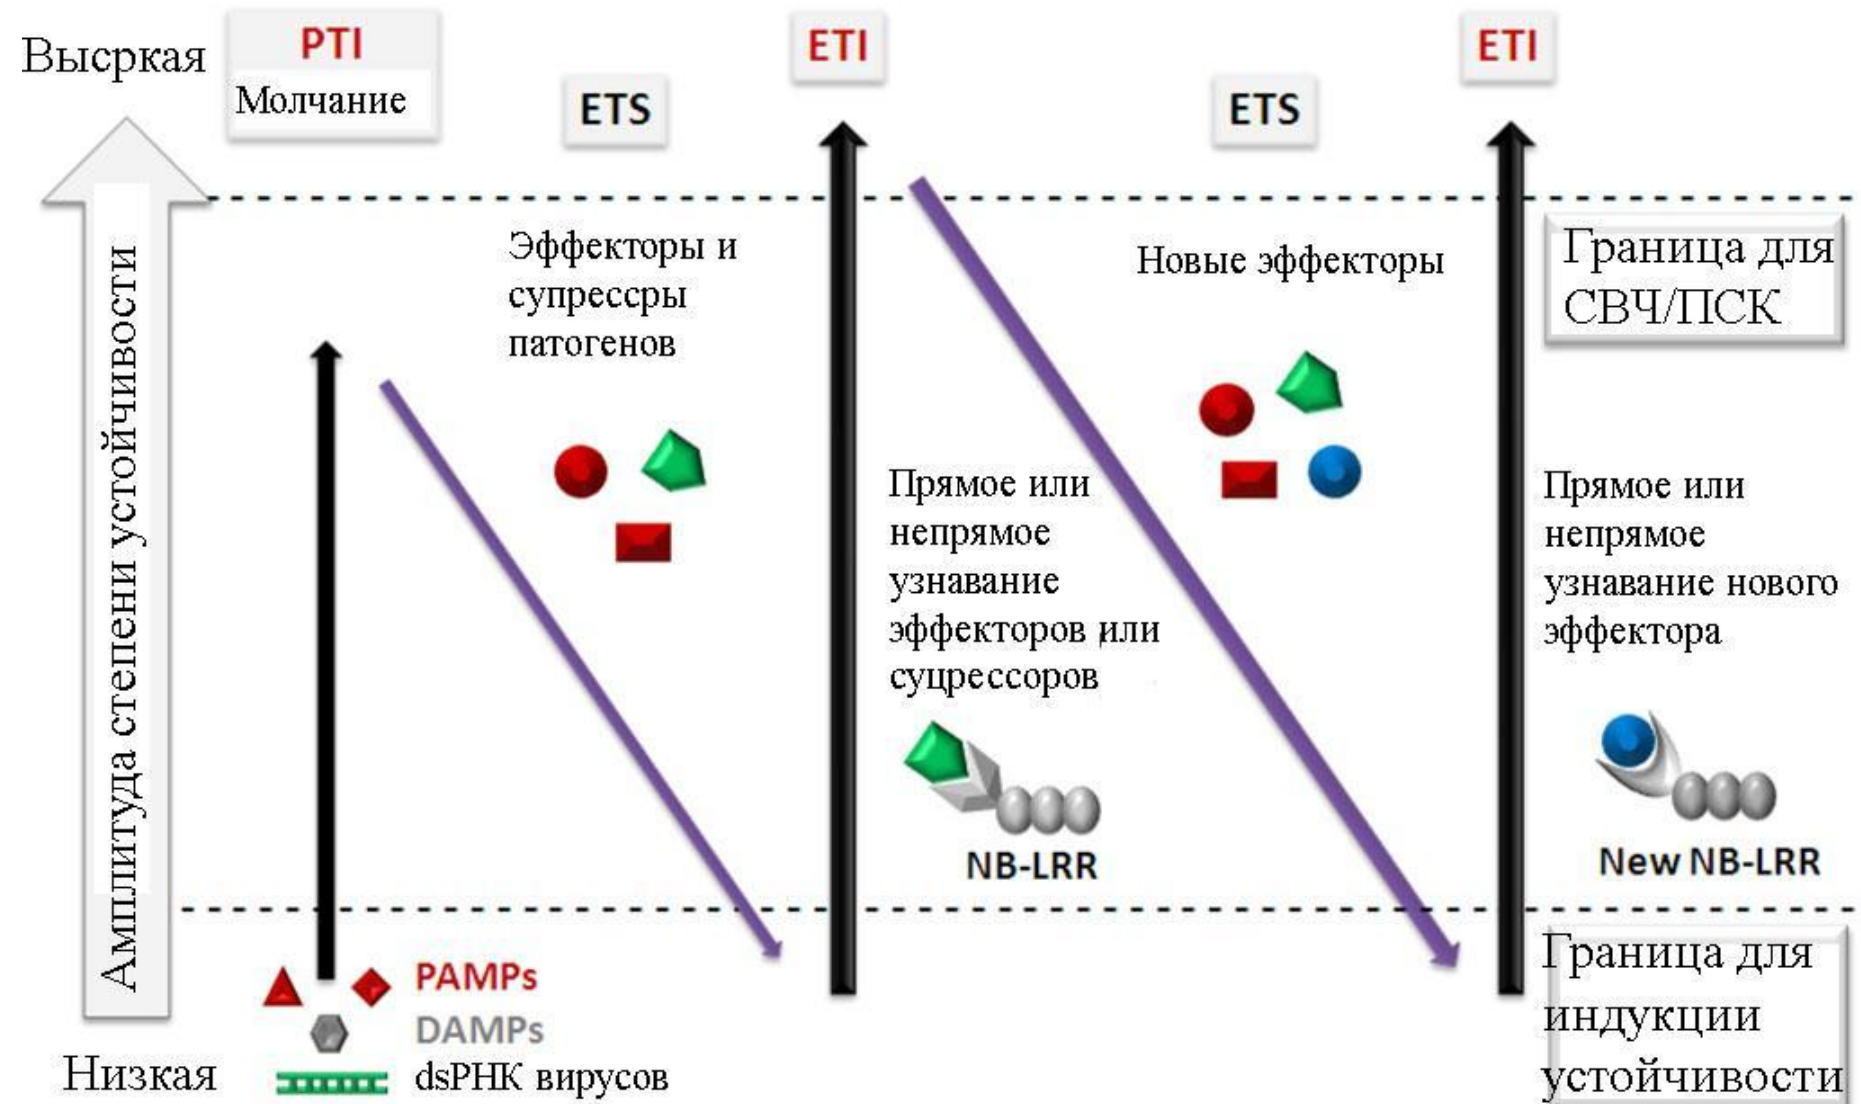 Высркая
PTI
Молчание
ETS
ETI
ETS
ETI
Амплитуда степени устойчивости
Эффекторы и
супрессры
патогенов
Новые эффекторы
Граница для
СВЧ/ПСК
Прямое или
непрямое
узнавание
эффекторов или
суцрессоров
NB-LRR
Прямое или
непрямое
узнавание нового
эффектора
New NB-LRR
Граница для
индукции
устойчивости
PAMPs
DAMPs
dsРНК вирусов
Низкая